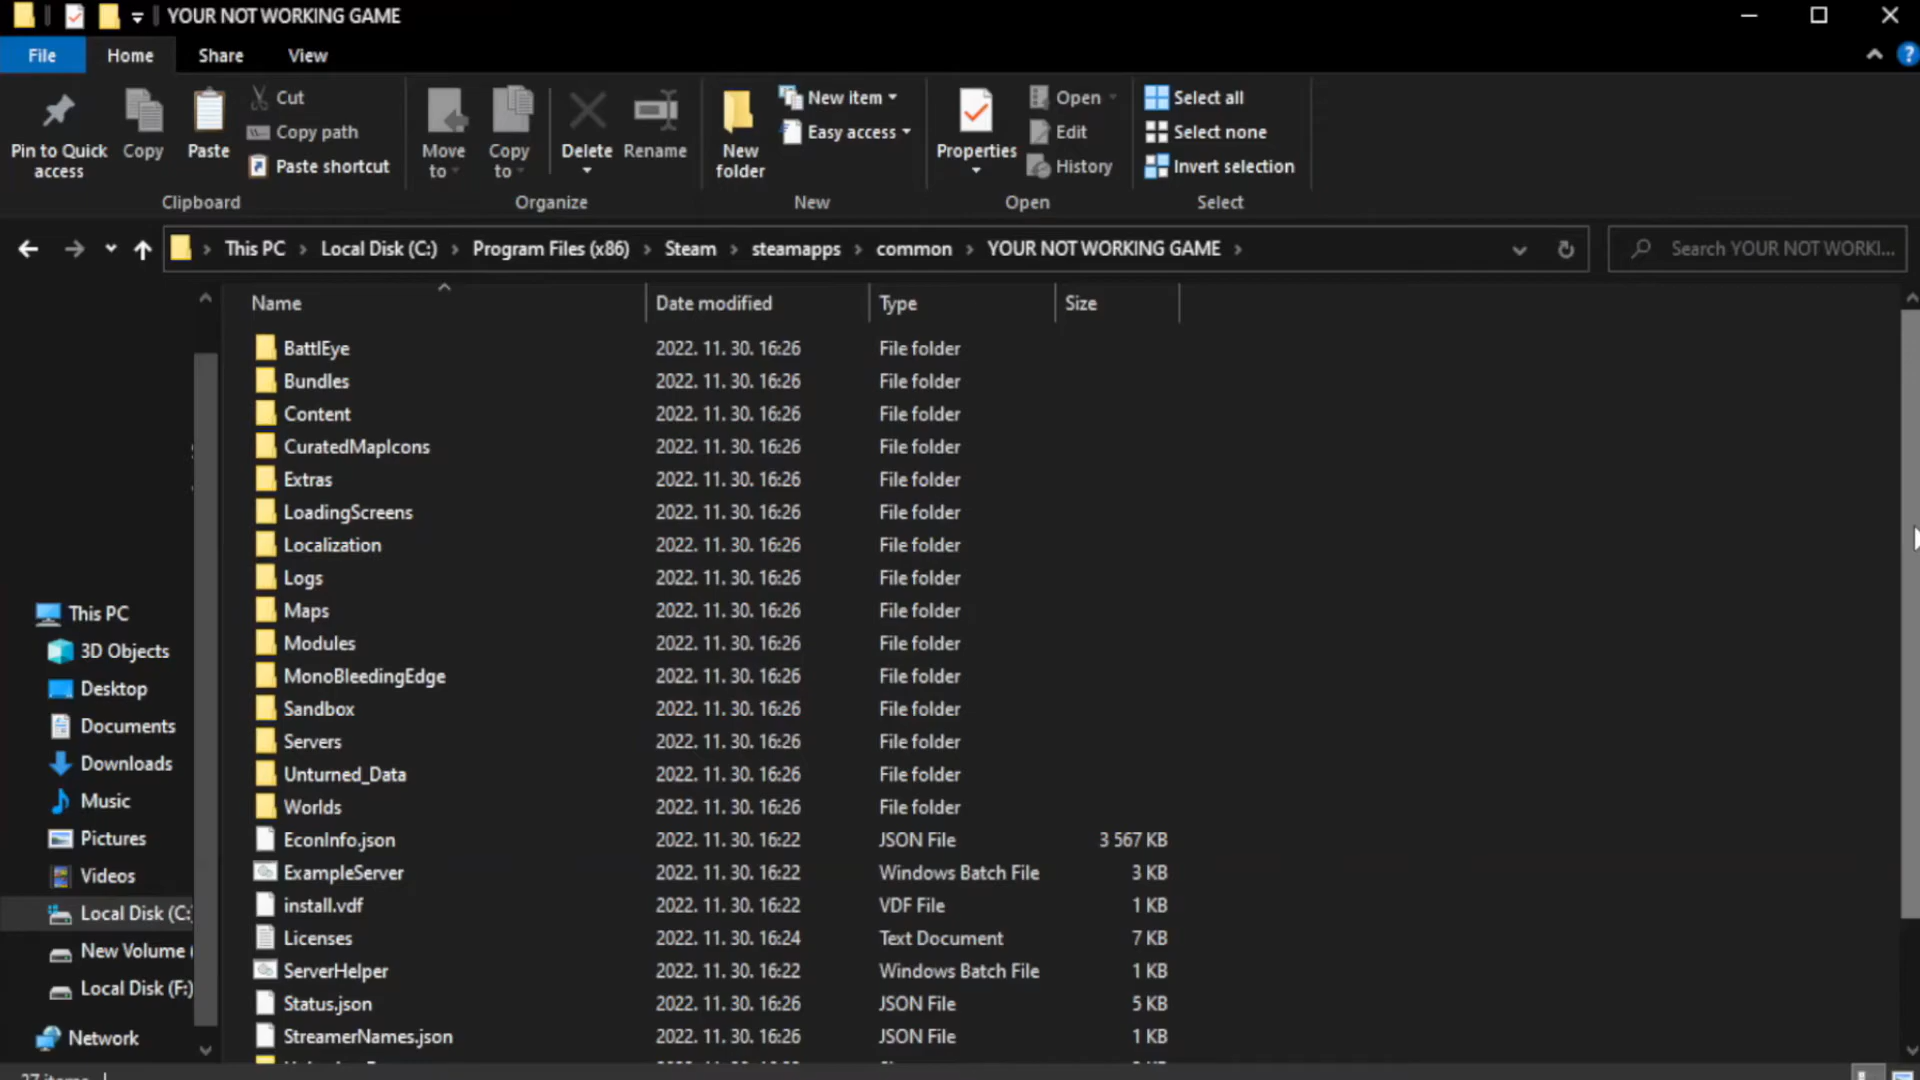 YOUR NOT WORKING GAME
File Home Share View
Pin to Quick access
Copy
Paste
Cut
Copy path
Paste shortcut
Clipboard
Move to
Copy to
Delete
Rename
Organize
New folder
New item
Easy access
New
Properties
Open
Edit
History
Open
Select all
Select none
Invert selection
Select
This PC Local Disk (C:) Program Files (x86) Steam steamapps common YOUR NOT WORKING GAME
Search YOUR NOT WORKI...
This PC
3D Objects
Desktop
Documents
Downloads
Music
Pictures
Videos
Local Disk (C:
New Volume (
Local Disk (F:)
Network
Name Date modified Type Size
BattlEye 2022. 11. 30. 16:26 File folder
Bundles 2022. 11. 30. 16:26 File folder
Content 2022. 11. 30. 16:26 File folder
CuratedMapIcons 2022. 11. 30. 16:26 File folder
Extras 2022. 11. 30. 16:26 File folder
LoadingScreens 2022. 11. 30. 16:26 File folder
Localization 2022. 11. 30. 16:26 File folder
Logs 2022. 11. 30. 16:26 File folder
Maps 2022. 11. 30. 16:26 File folder
Modules 2022. 11. 30. 16:26 File folder
MonoBleedingEdge 2022. 11. 30. 16:26 File folder
Sandbox 2022. 11. 30. 16:26 File folder
Servers 2022. 11. 30. 16:26 File folder
Unturned_Data 2022. 11. 30. 16:26 File folder
Worlds 2022. 11. 30. 16:26 File folder
EconInfo.json 2022. 11. 30. 16:22 JSON File 3 567 KB
ExampleServer 2022. 11. 30. 16:22 Windows Batch File 3 KB
install.vdf 2022. 11. 30. 16:22 VDF File 1 KB
Licenses 2022. 11. 30. 16:24 Text Document 7 KB
ServerHelper 2022. 11. 30. 16:22 Windows Batch File 1 KB
Status.json 2022. 11. 30. 16:26 JSON File 5 KB
StreamerNames.json 2022. 11. 30. 16:26 JSON File 1 KB